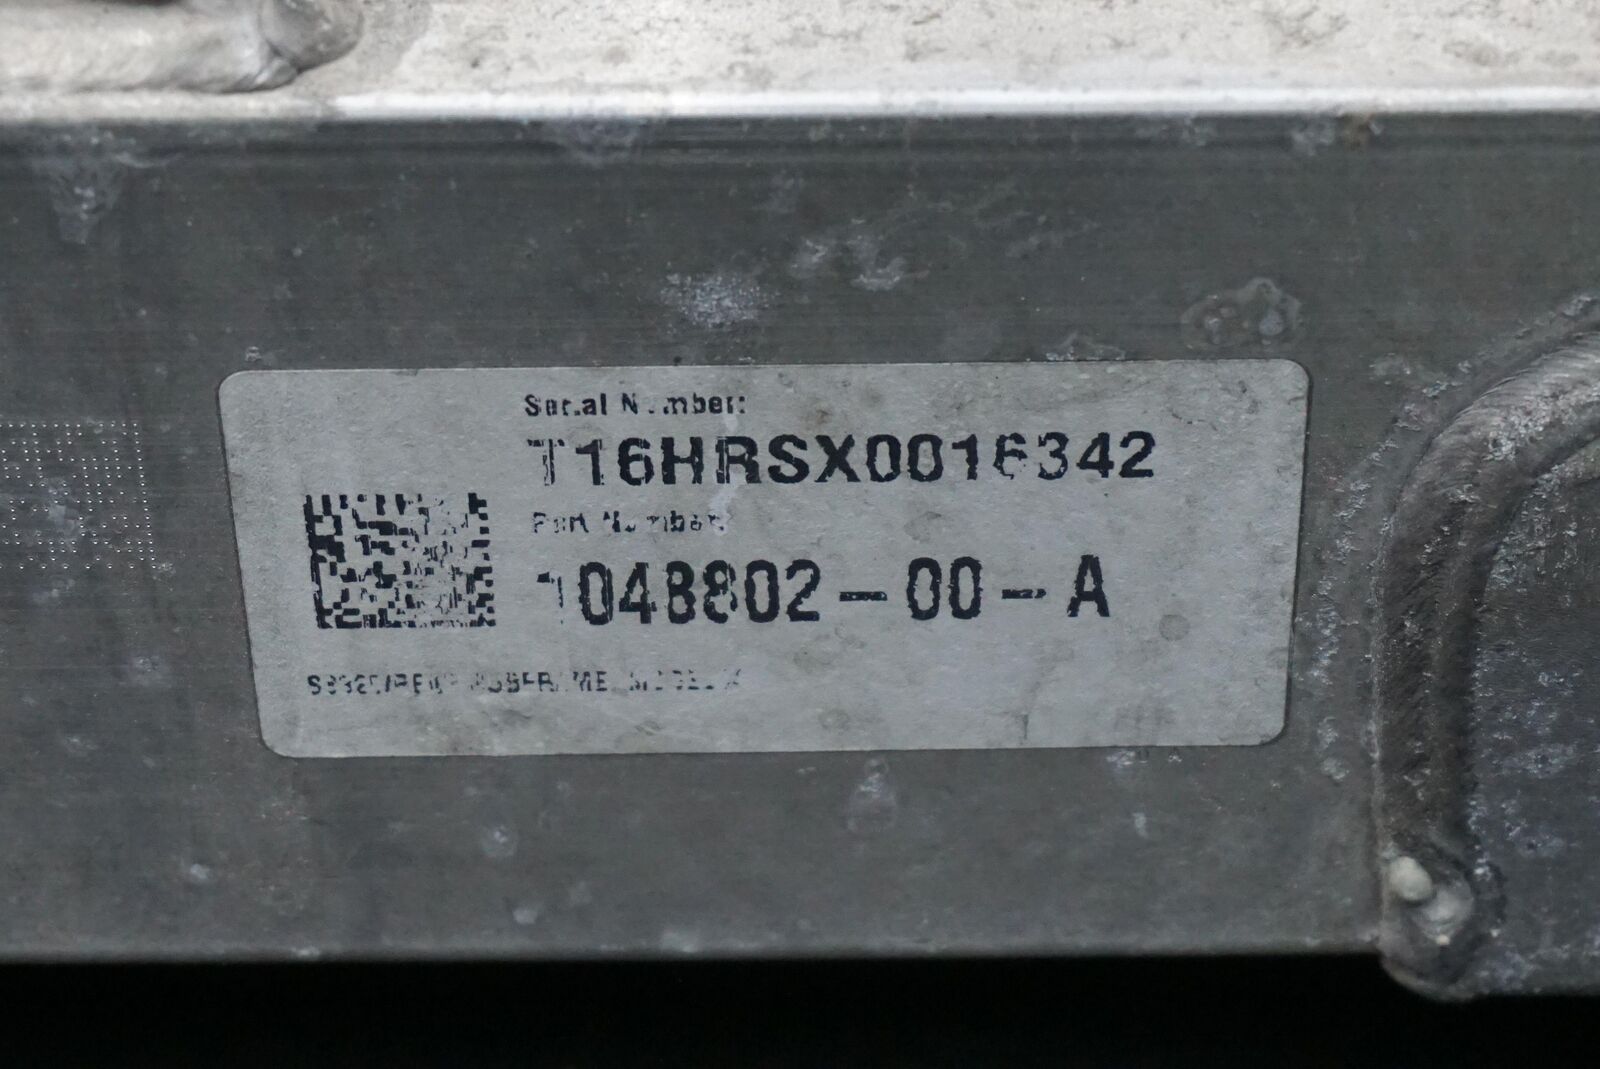 Serial Number:
T16HRSX0016342
Part Number:
1048802-00-A